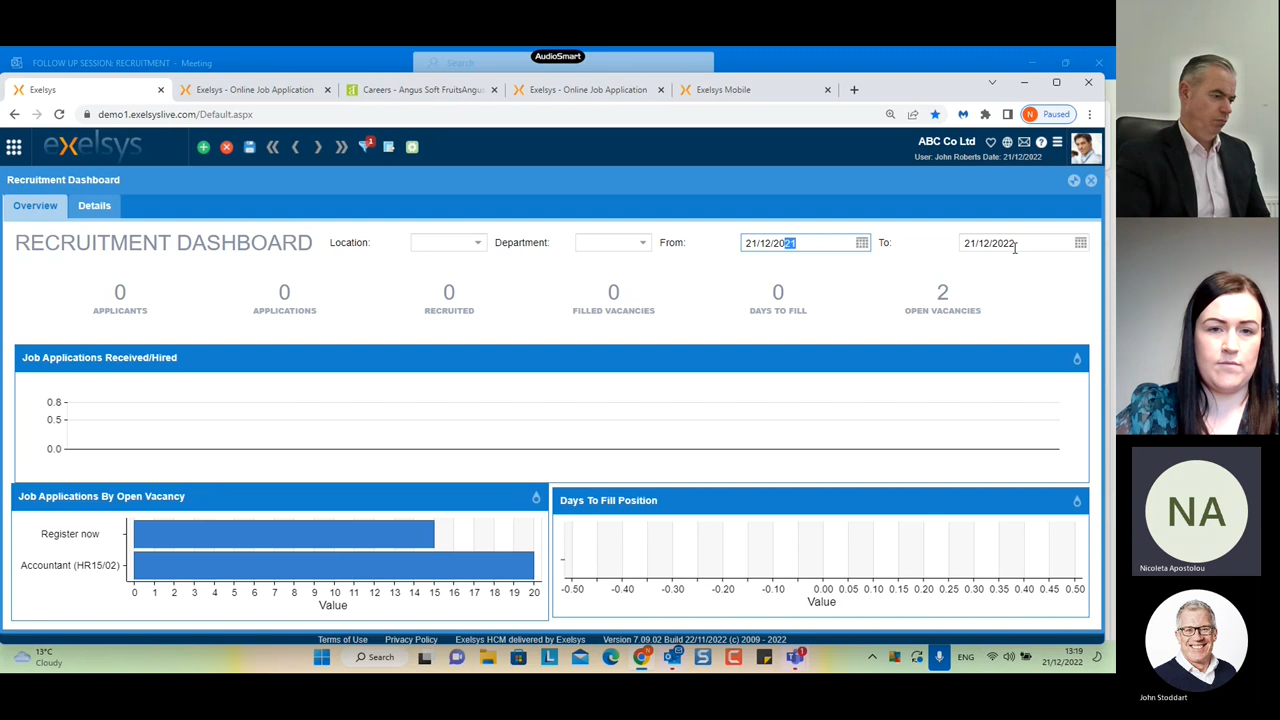 AudioSmart
FOLLOW UP SESSION: RECRUITMENT - Meeting
Search
Exelsys
Exelsys - Online Job Application
Careers - Angus Soft FruitsAngus
Exelsys - Online Job Application
Exelsys Mobile
demo1.exelsyslive.com/Default.aspx
N
Paused
exelsys
1
ABC Co Ltd
User: John Roberts Date: 21/12/2022
Recruitment Dashboard
Overview
Details
RECRUITMENT DASHBOARD
Location:
Department:
From:
21/12/2021
To:
21/12/2022
0
0
0
0
0
2
APPLICANTS
APPLICATIONS
RECRUITED
FILLED VACANCIES
DAYS TO FILL
OPEN VACANCIES
Job Applications Received/Hired
0.8
0.5
0.0
Job Applications By Open Vacancy
Register now
Accountant (HR15/02)
0 1 2 3 4 5 6 7 8 9 10 11 12 13 14 15 16 17 18 19 20
Value
Days To Fill Position
-0.50 -0.40 -0.30 -0.20 -0.10 0.00 0.05 0.10 0.15 0.20 0.25 0.30 0.35 0.40 0.45 0.50
Value
Terms of Use
Privacy Policy
Exelsys HCM delivered by Exelsys
Version 7.09.02 Build 22/11/2022 (c) 2009 - 2022
13°C
Cloudy
Search
ENG
13:19
21/12/2022
NA
Nicoleta Apostolou
John Stoddart